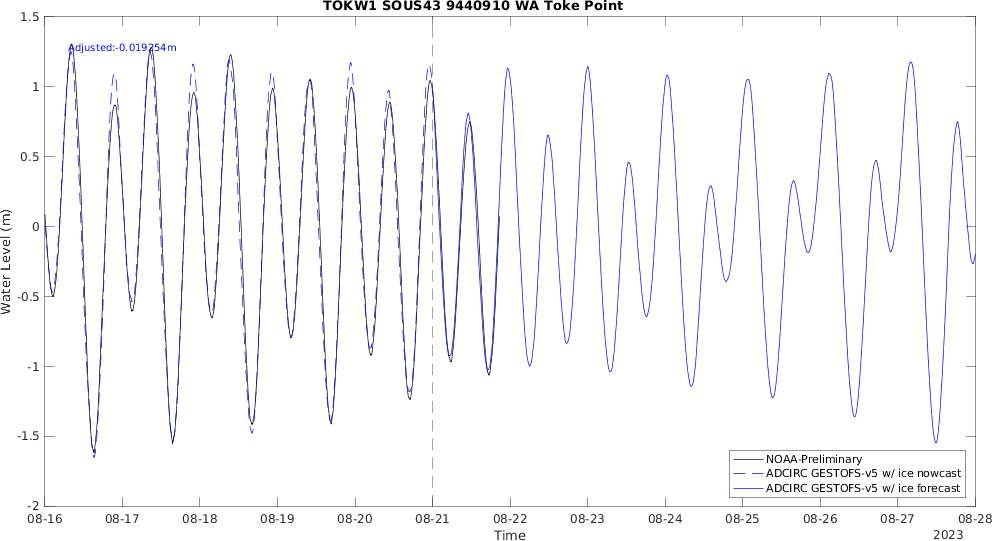 TOKW1 SOUS43 9440910 WA Toke Point
Adjusted:-0.019254m
1.5
1
0.5
0
-0.5
-1
-1.5
-2
Water Level (m)
NOAA-Preliminary
ADCIRC GESTOFS-v5 w/ ice nowcast
ADCIRC GESTOFS-v5 w/ ice forecast
08-16 08-17 08-18 08-19 08-20 08-21 08-22 08-23 08-24 08-25 08-26 08-27 08-28
Time
2023